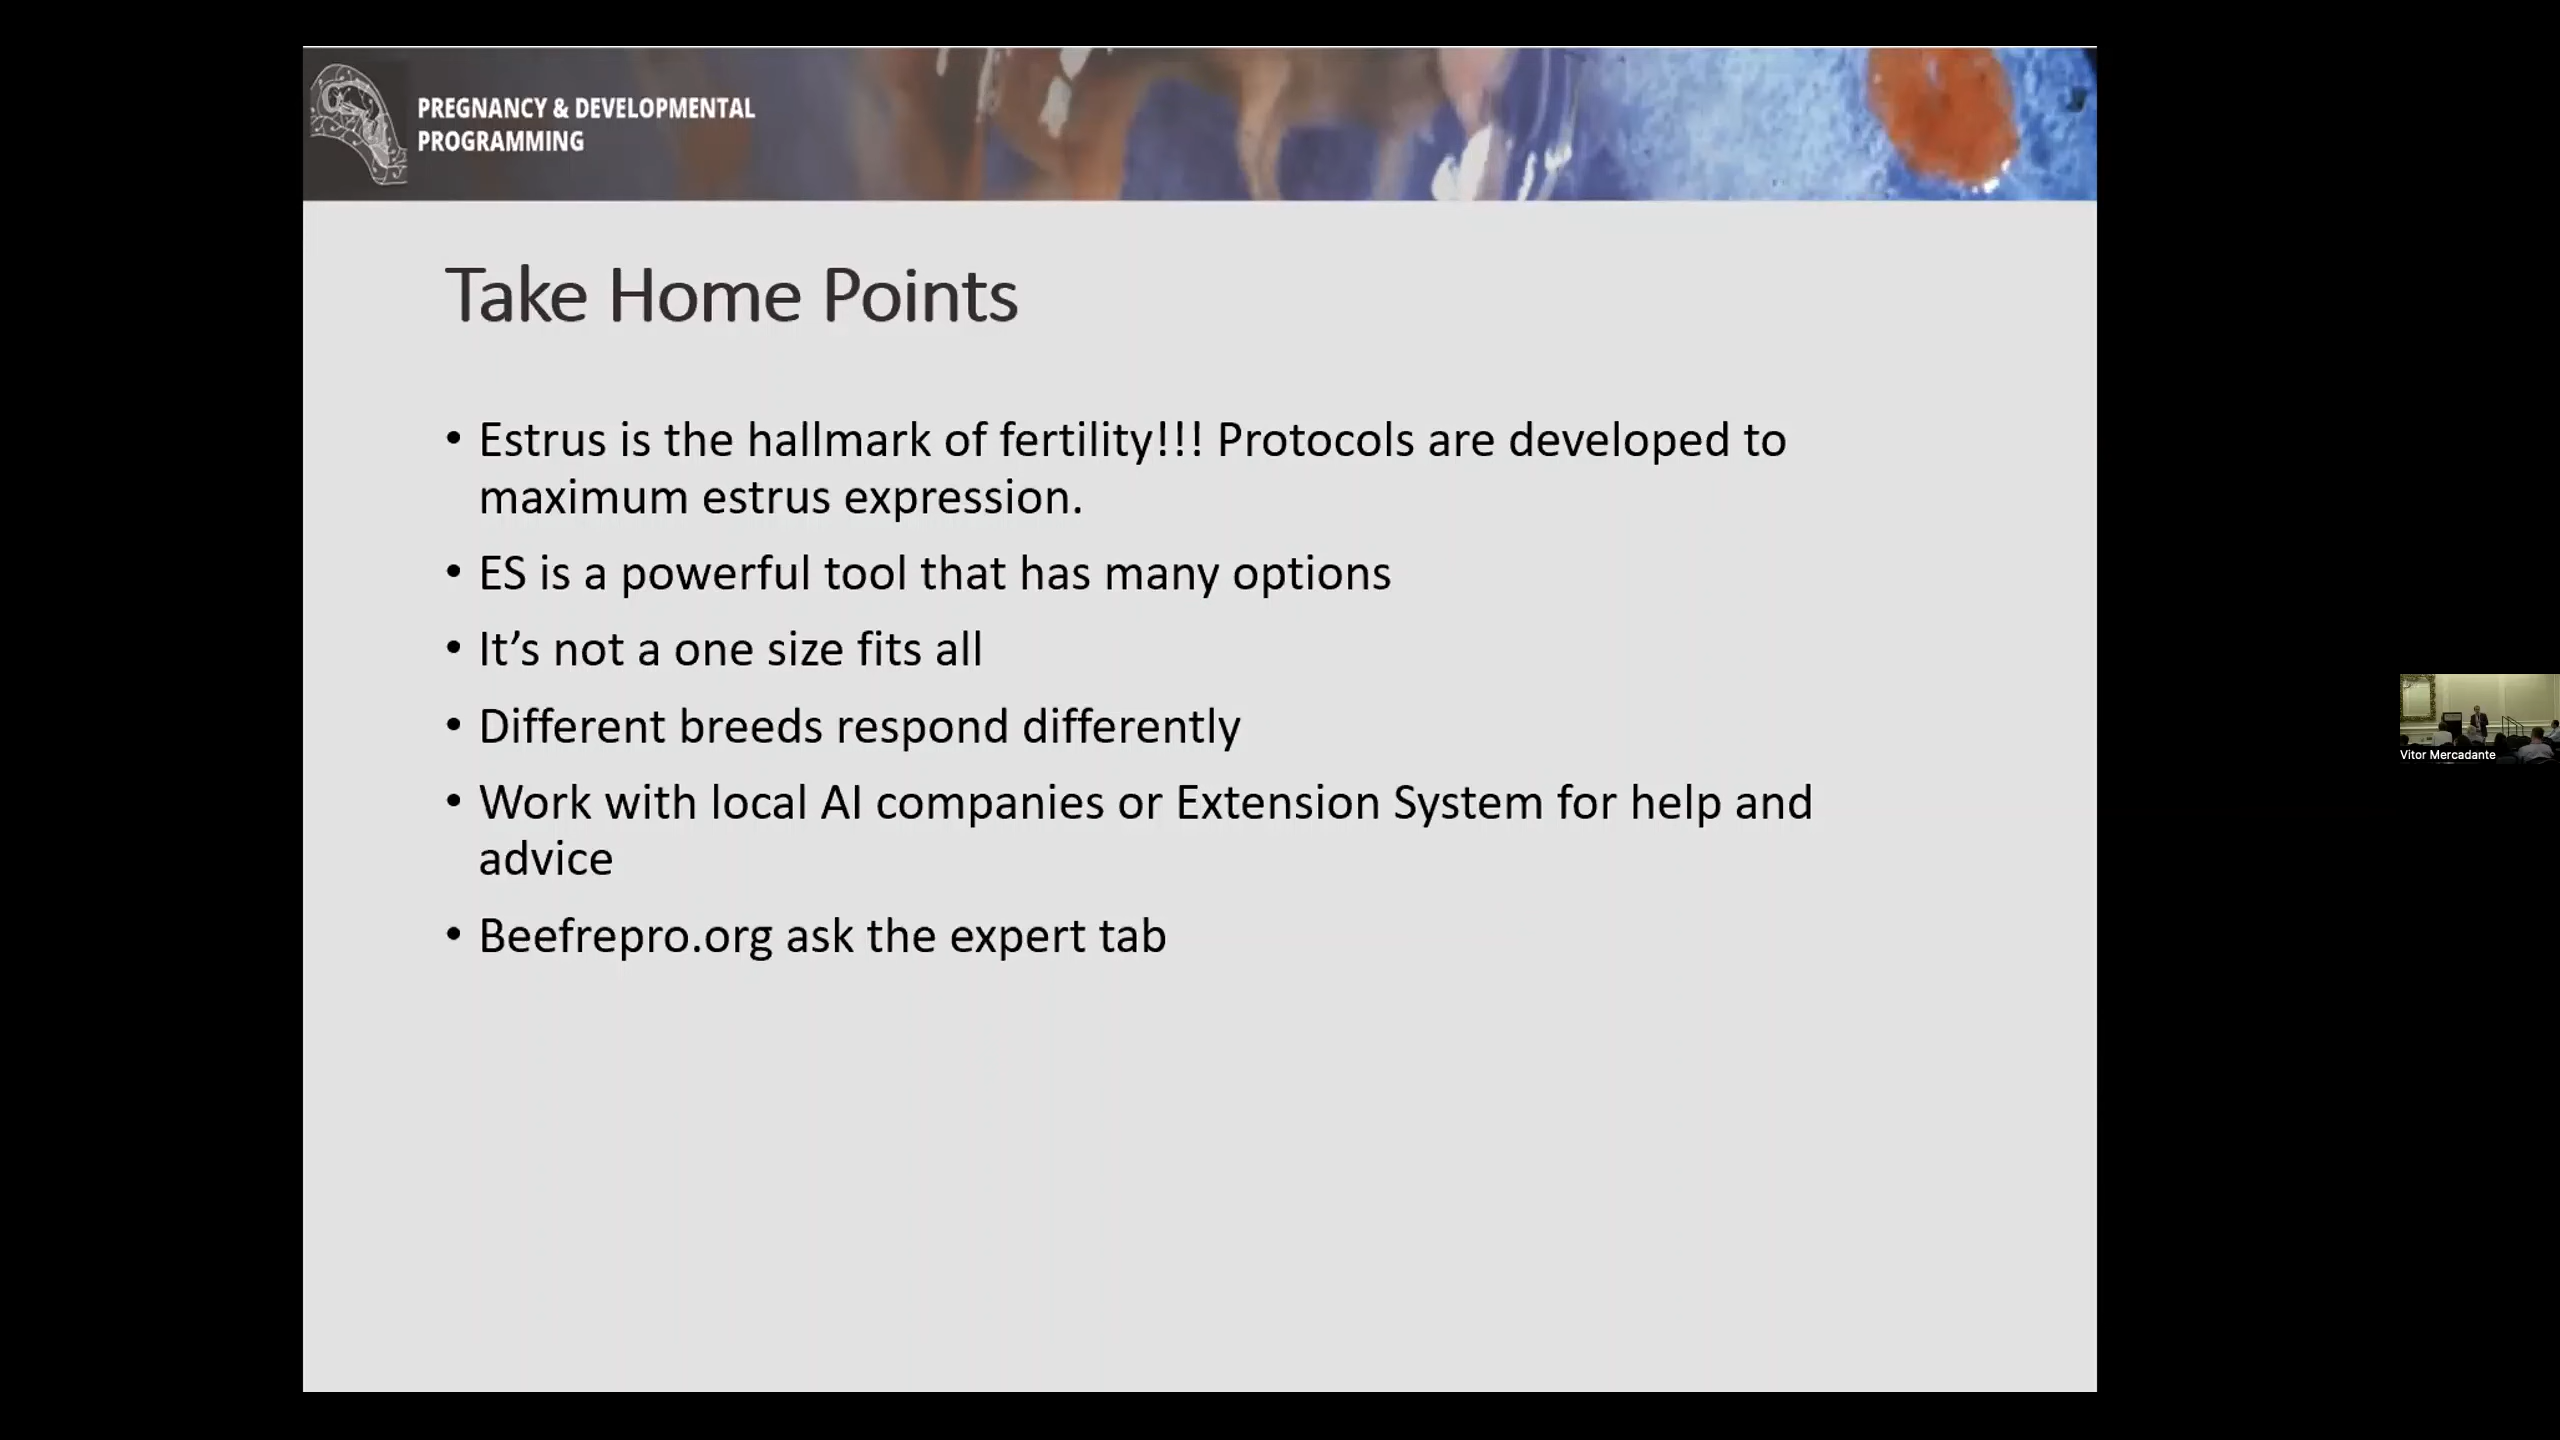 PREGNANCY & DEVELOPMENTAL
PROGRAMMING
Take Home Points
• Estrus is the hallmark of fertility!!! Protocols are developed to
maximum estrus expression.
• ES is a powerful tool that has many options
• It’s not a one size fits all
• Different breeds respond differently
• Work with local AI companies or Extension System for help and
advice
• Beefrepro.org ask the expert tab
Vitor Mercadante